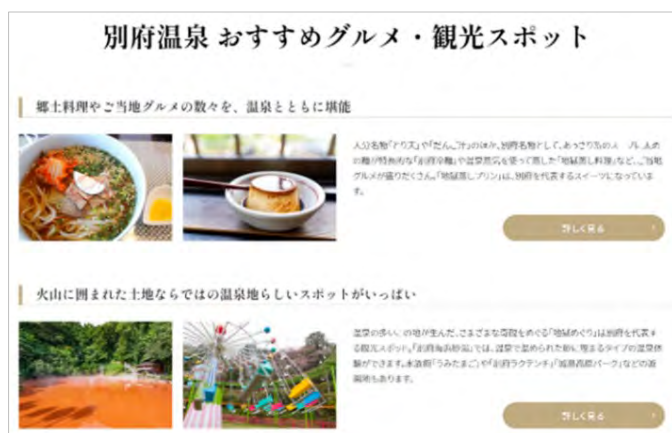 別府温泉 おすすめグルメ・観光スポット
郷土料理やご当地グルメの数々を、温泉とともに堪能
大分名物「とり天」や「だんご汁」のほか、別府名物として、あっさり系のスープ、太め
の麺が特徴的な「別府冷麺」や温泉蒸気を使って蒸した「地獄蒸し料理」など、ご当地
グルメが盛りだくさん。「地獄蒸しプリン」は、別府を代表するスイーツになっていま
す。
詳しく見る
火山に囲まれた土地ならではの温泉地らしいスポットがいっぱい
温泉の多いこの地が生んだ、さまざまな奇観をめぐる「地獄めぐり」は別府を代表す
る観光スポット。「別府海浜砂湯」では、温泉で温められた砂に埋まるタイプの温泉体
験ができます。水族館「うみたまご」や「別府ラクテンチ」「城島高原パーク」などの遊
園地もあります。
詳しく見る